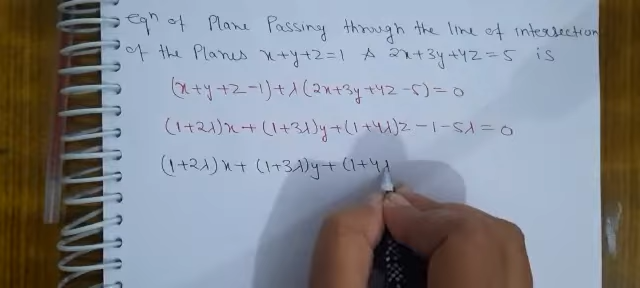 eqn of Plane Passing through the line of intersection
of the Planes x+y+z=1 & 2x+3y+4z=5 is
(x+y+z-1)+λ(2x+3y+4z-5)=0
(1+2λ)x+(1+3λ)y+(1+4λ)z-1-5λ=0
(1+2λ)x+(1+3λ)y+(1+4λ